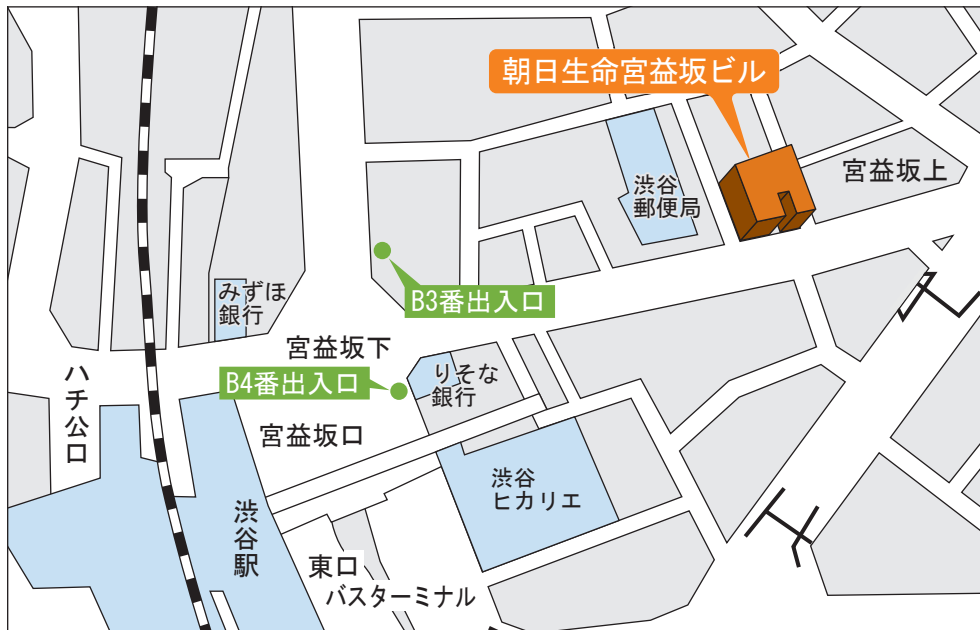 朝日生命宮益坂ビル
宮益坂上
渋谷
郵便局
B3番出入口
みずほ
銀行
宮益坂下
B4番出入口
りそな
銀行
ハチ公口
宮益坂口
渋谷
ヒカリエ
渋谷駅
東口
バスターミナル